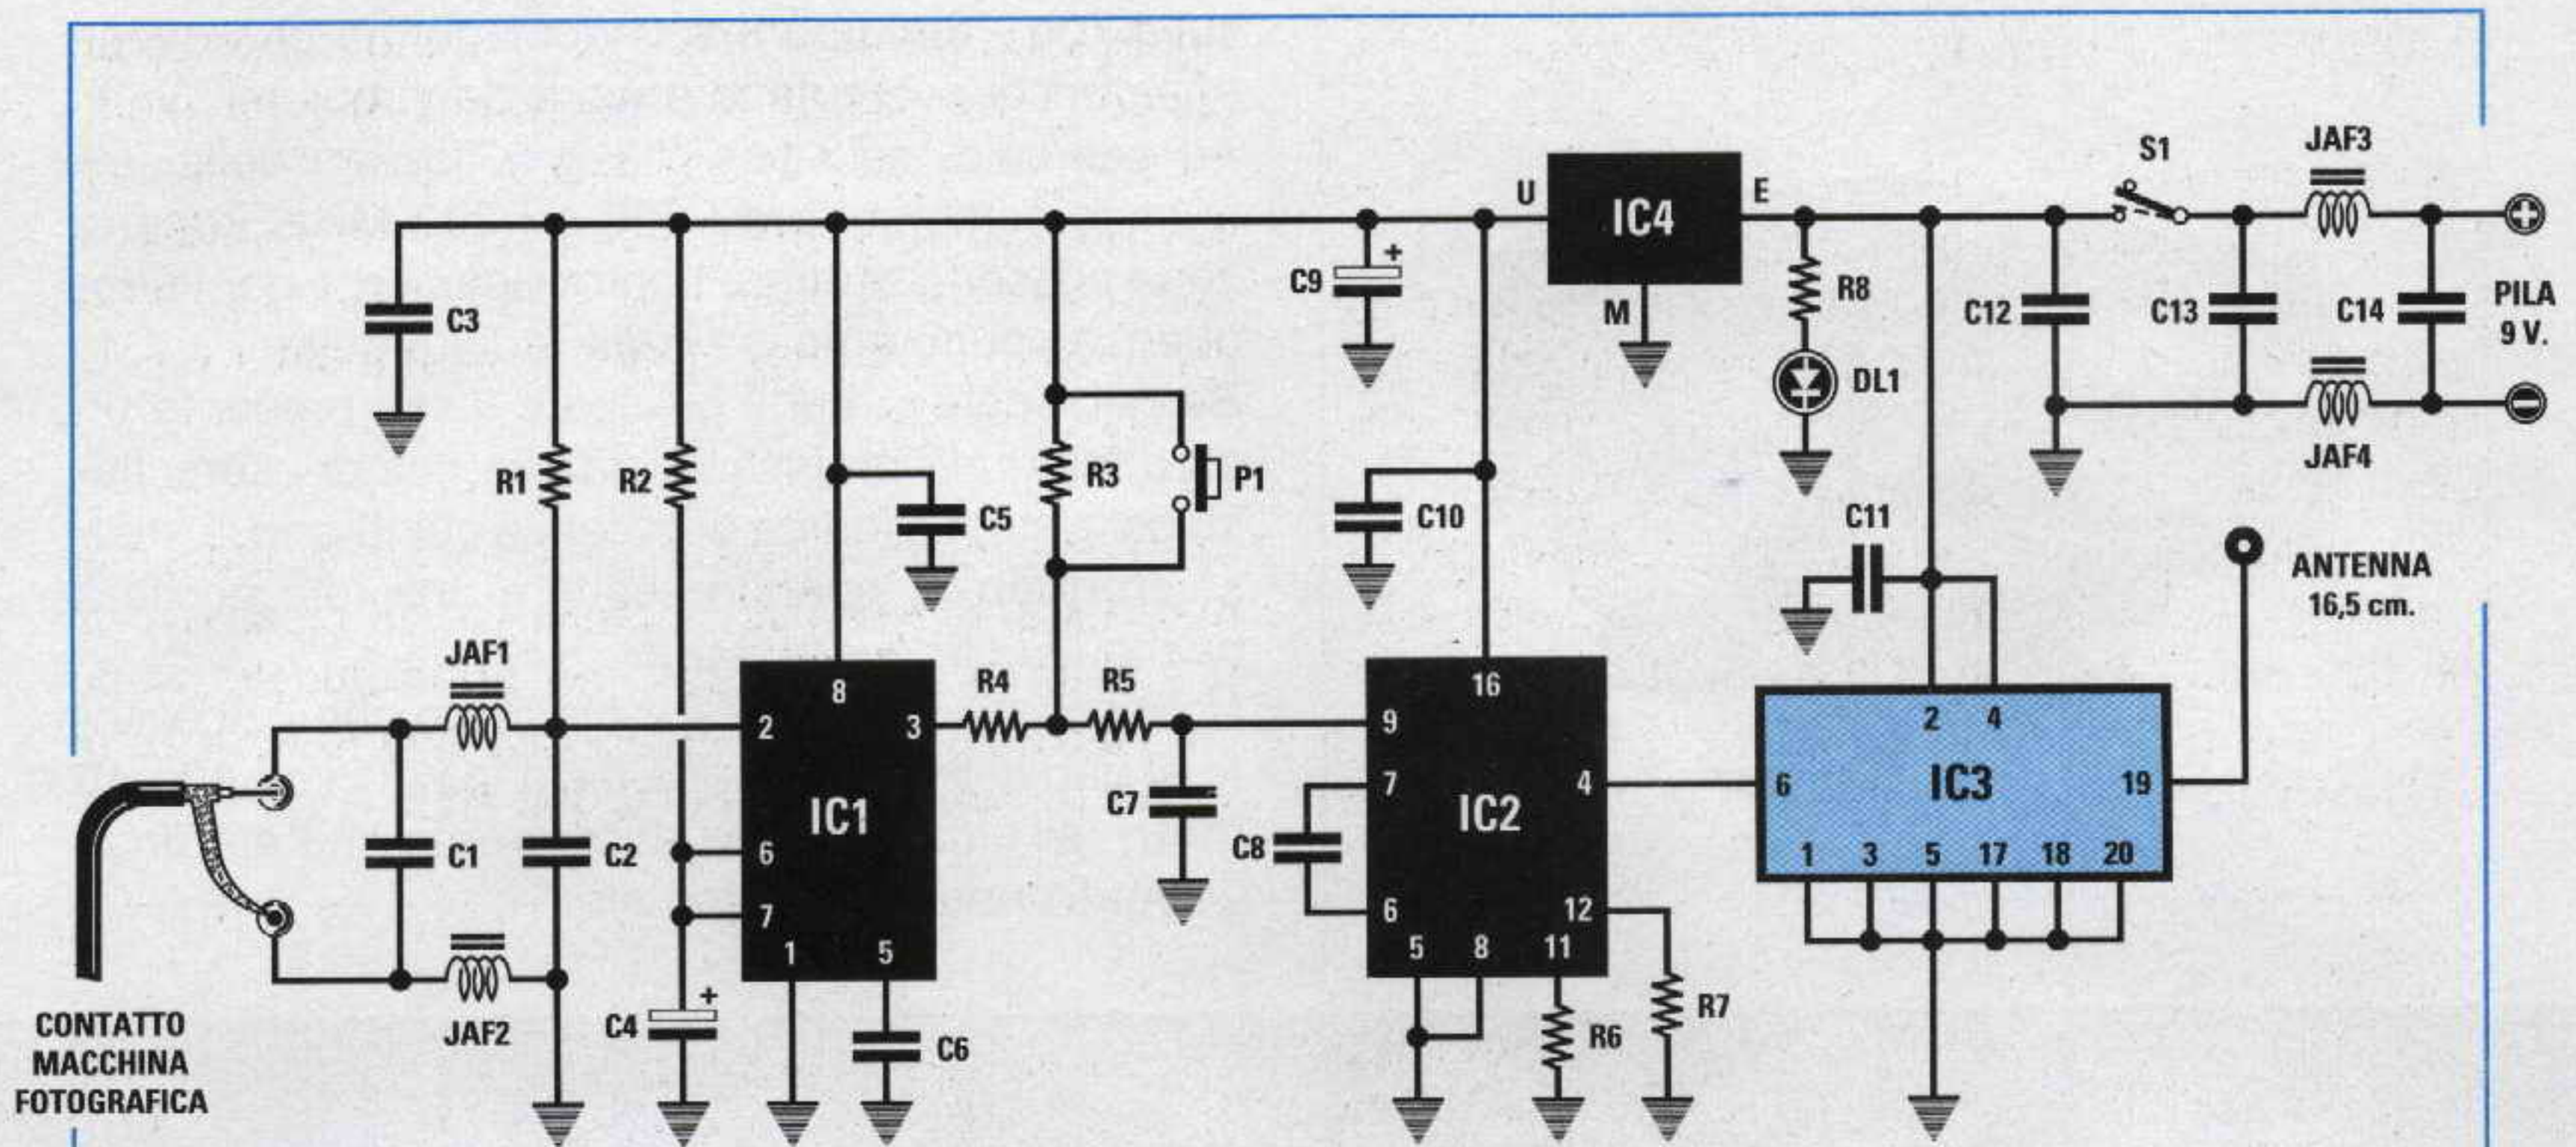 JAF3
S1
U
IC4
E
C3
C9
+
M
R8
C12
C13
C14
PILA
9 V.
DL1
JAF4
R1
R2
C5
R3
P1
C10
C11
ANTENNA
16,5 cm.
JAF1
8
R4
R5
16
2
4
2
3
9
7
4
6
IC3
19
IC1
IC2
C1
C2
6
C7
C8
1
3
5
17
18
20
7
6
12
1
5
5
8
11
JAF2
C4
+
C6
R6
R7
CONTATTO
MACCHINA
FOTOGRAFICA